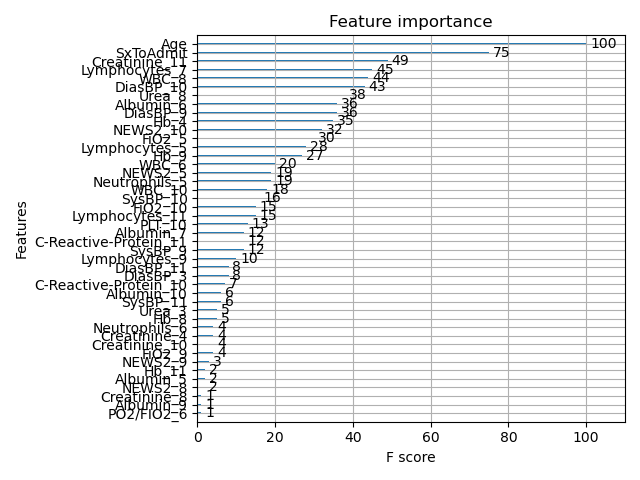 Feature importance
Features
Age 100
SxToAdmit 75
Creatinine_11 49
Lymphocytes_7 45
WBC_8 44
DiasBP_10 43
Urea_8 38
Albumin_6 36
DiasBP_9 36
Hb_4 35
NEWS2_10 32
FiO2_5 30
Lymphocytes_5 28
Hb_9 27
WBC_6 20
NEWS2_5 19
Neutrophils_5 19
WBC_10 18
SysBP_10 16
FiO2_10 15
Lymphocytes_11 15
PLT_10 13
Albumin_7 12
C-Reactive-Protein_11 12
SysBP_9 12
Lymphocytes_9 10
DiasBP_11 8
DiasBP_3 8
C-Reactive-Protein_10 7
Albumin_10 6
SysBP_11 6
Urea_3 5
Hb_8 5
Neutrophils_6 4
Creatinine_4 4
Creatinine_10 4
FiO2_9 4
NEWS2_9 3
Hb_11 2
Albumin_5 2
NEWS2_8 2
Creatinine_8 1
Albumin_9 1
PO2/FIO2_6 1
0 20 40 60 80 100
F score